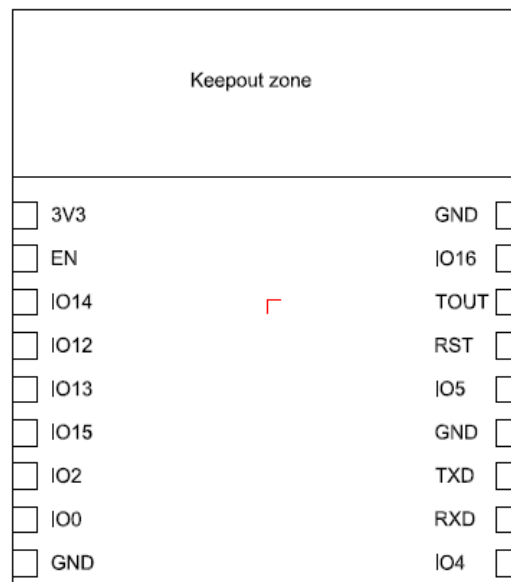 Keepout zone
3V3 GND
EN IO16
IO14 TOUT
IO12 RST
IO13 IO5
IO15 GND
IO2 TXD
IO0 RXD
GND IO4